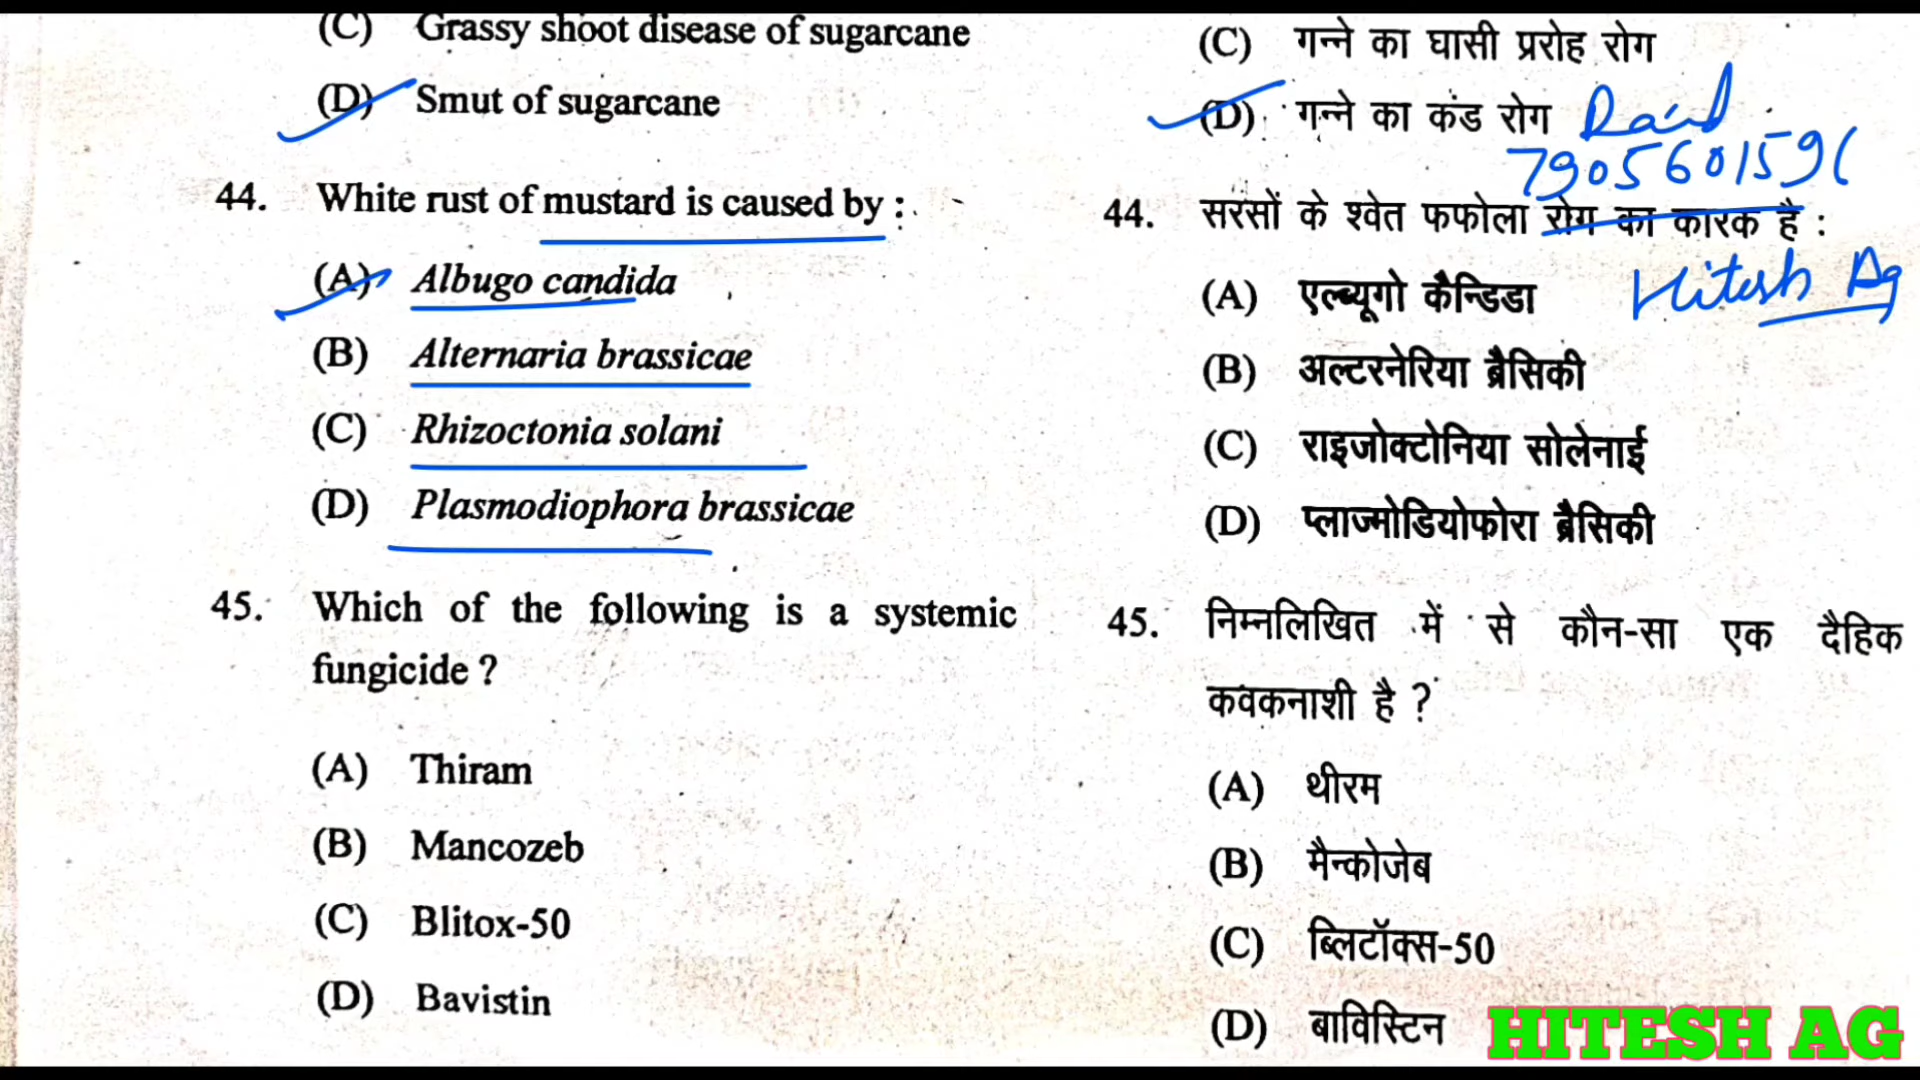 (C) Grassy shoot disease of sugarcane
(D) Smut of sugarcane
44. White rust of mustard is caused by :
(A) Albugo candida
(B) Alternaria brassicae
(C) Rhizoctonia solani
(D) Plasmodiophora brassicae
45. Which of the following is a systemic
fungicide ?
(A) Thiram
(B) Mancozeb
(C) Blitox-50
(D) Bavistin
(C) गन्ने का घासी प्ररोह रोग
(D) गन्ने का कंड रोग
44. सरसों के श्वेत फफोला रोग का कारक है :
(A) एल्ब्यूगो कैन्डिडा
(B) अल्टरनेरिया ब्रैसिकी
(C) राइजोक्टोनिया सोलेनाई
(D) प्लाज्मोडियोफोरा ब्रैसिकी
45. निम्नलिखित में से कौन-सा एक दैहिक
कवकनाशी है ?
(A) थीरम
(B) मैन्कोजेब
(C) ब्लिटॉक्स-50
(D) बाविस्टिन
Hitesh Ag
HITESH AG